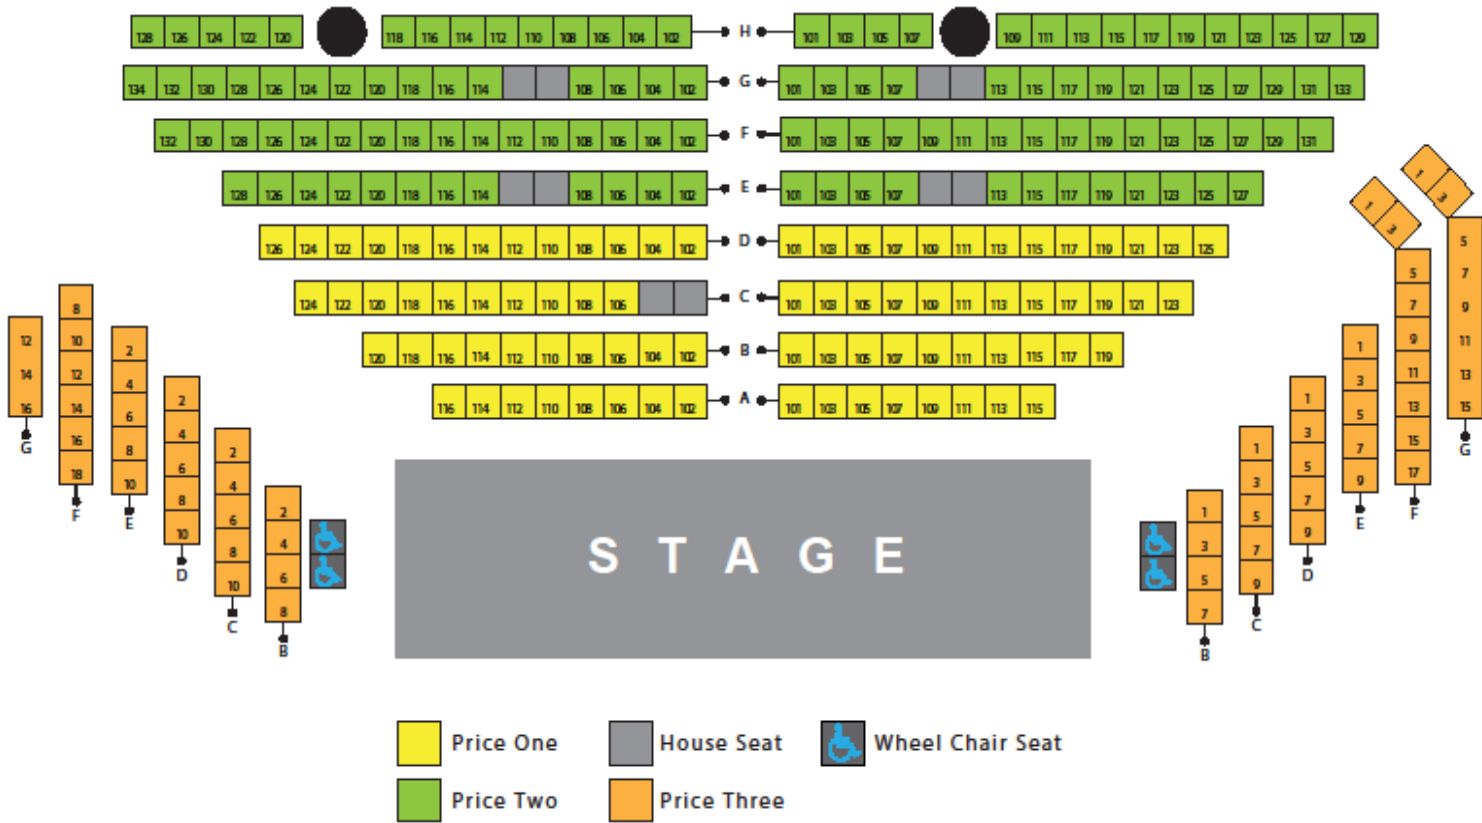 128 126 124 122 120 118 116 114 112 110 108 106 104 102 H 101 103 105 107 109 111 113 115 117 119 121 123 125 127 129
134 132 130 128 126 124 122 120 118 116 114 108 106 104 102 G 101 103 105 107 113 115 117 119 121 123 125 127 129 131 133
132 130 128 126 124 122 120 118 116 114 112 110 108 106 104 102 F 101 103 105 107 109 111 113 115 117 119 121 123 125 127 129 131
128 126 124 122 120 118 116 114 108 106 104 102 E 101 103 105 107 113 115 117 119 121 123 125 127
126 124 122 120 118 116 114 112 110 108 106 104 102 D 101 103 105 107 109 111 113 115 117 119 121 123 125
124 122 120 118 116 114 112 110 108 106 C 101 103 105 107 109 111 113 115 117 119 121 123
120 118 116 114 112 110 108 106 104 102 B 101 103 105 107 109 111 113 115 117 119
116 114 112 110 108 106 104 102 A 101 103 105 107 109 111 113 115
12 14 16 G
8 10 12 14 16 18 F
2 4 6 8 10 E
2 4 6 8 10 D
2 4 6 8 10 C
2 4 6 8 B
STAGE
1 3 5 7 B
1 3 5 7 9 C
1 3 5 7 9 D
1 3 5 7 9 E
1 3 5 7 9 11 13 15 17 F
1 3 5 7 9 11 13 15 G
Price One House Seat Wheel Chair Seat
Price Two Price Three